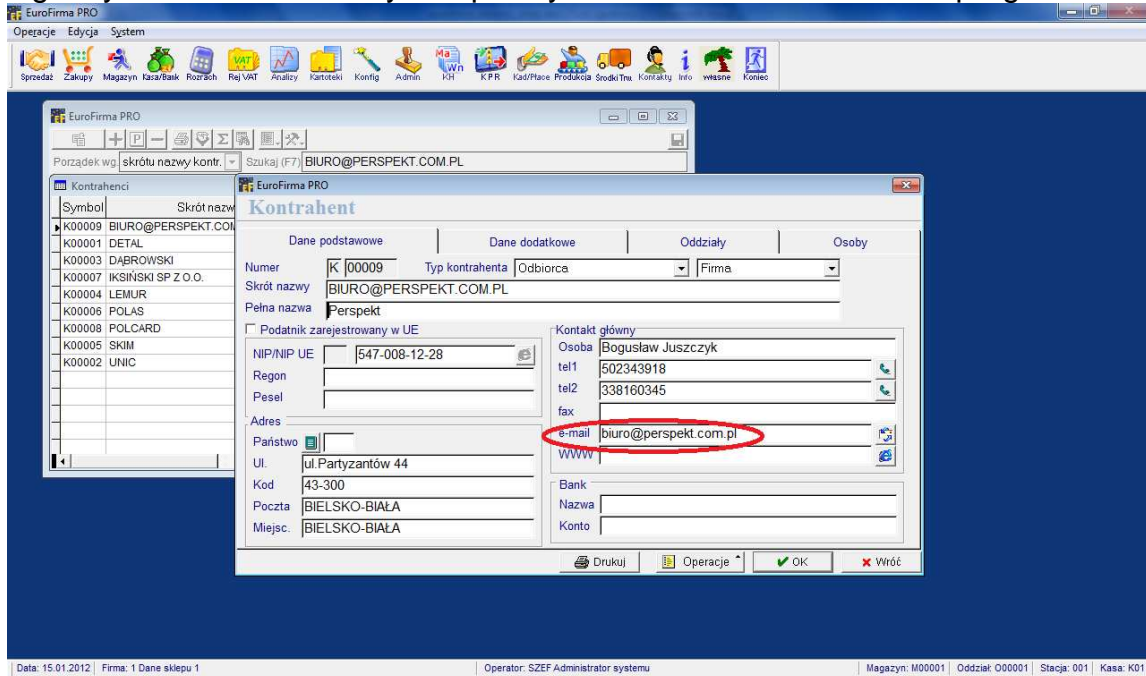 EuroFirma PRO
Operacje Edycja System
Sprzedaż Zakupy Magazyn Kasa/Bank Rozrach Rej VAT Analizy Kartoteki Konfig Admin KH KPR Kad/Płace Produkcja Środki Trw. Kontakty Info własne Koniec
EuroFirma PRO
Porządek wg. skrótu nazwy kontr. Szukaj (F7) BIURO@PERSPEKT.COM.PL
Kontrahenci
Symbol Skrót nazw
K00009 BIURO@PERSPEKT.COM
K00001 DETAL
K00003 DĄBROWSKI
K00007 IKSIŃSKI SP Z O.O.
K00004 LEMUR
K00006 POLAS
K00008 POLCARD
K00005 SKIM
K00002 UNIC
EuroFirma PRO
Kontrahent
Dane podstawowe Dane dodatkowe Oddziały Osoby
Numer K 00009 Typ kontrahenta Odbiorca Firma
Skrót nazwy BIURO@PERSPEKT.COM.PL
Pełna nazwa Perspekt
Podatnik zarejestrowany w UE
NIP/NIP UE 547-008-12-28
Regon
Pesel
Adres
Państwo
Ul. ul.Partyzantów 44
Kod 43-300
Poczta BIELSKO-BIAŁA
Miejsc. BIELSKO-BIAŁA
Kontakt główny
Osoba Bogusław Juszczyk
tel1 502343918
tel2 338160345
fax
e-mail biuro@perspekt.com.pl
WWW
Bank
Nazwa
Konto
Drukuj Operacje OK Wróć
Data: 15.01.2012 Firma: 1 Dane sklepu 1 Operator: SZEF Administrator systemu Magazyn: M00001 Oddział: O00001 Stacja: 001 Kasa: K01